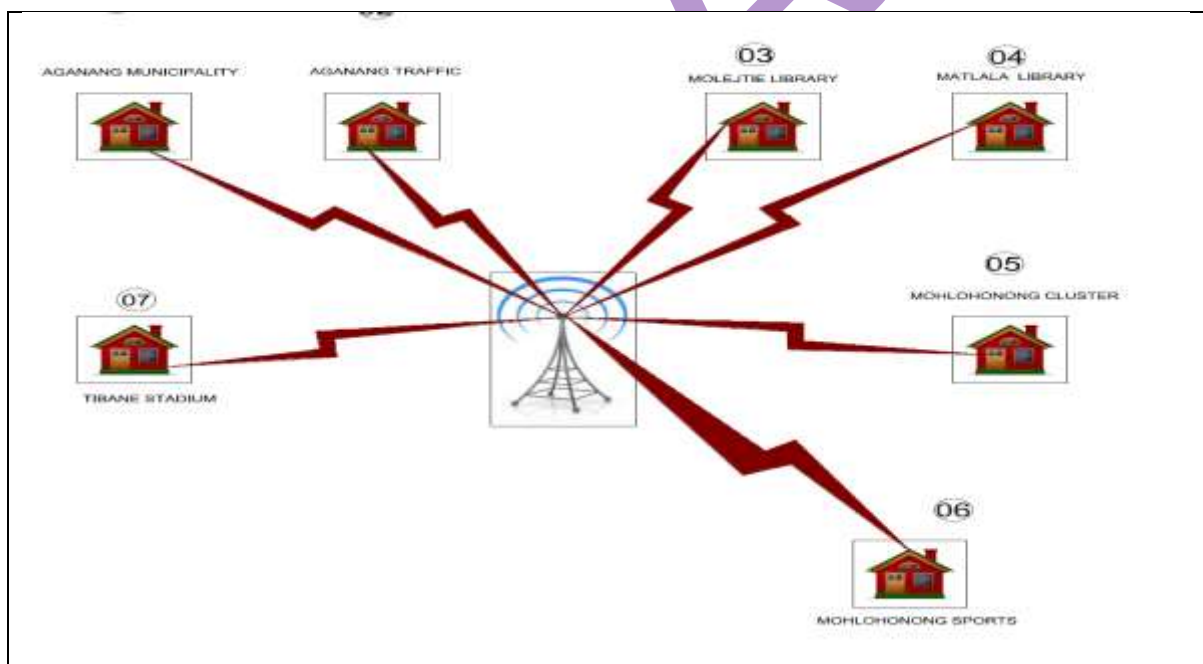 03
04
AGANANG MUNICIPALITY
AGANANG TRAFFIC
MOLEJTIE LIBRARY
MATLALA LIBRARY
05
MOHLOHONONG CLUSTER
07
TIBANE STADIUM
06
MOHLOHONONG SPORTS